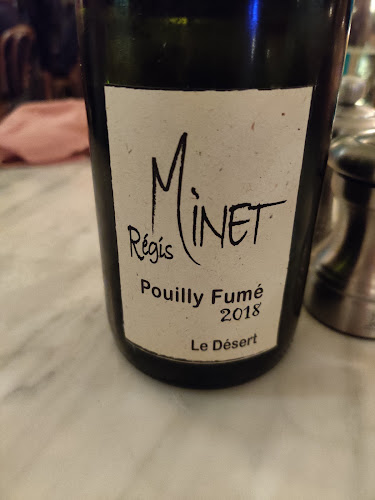 Régis MINET
Pouilly Fumé
2018
Le Désert